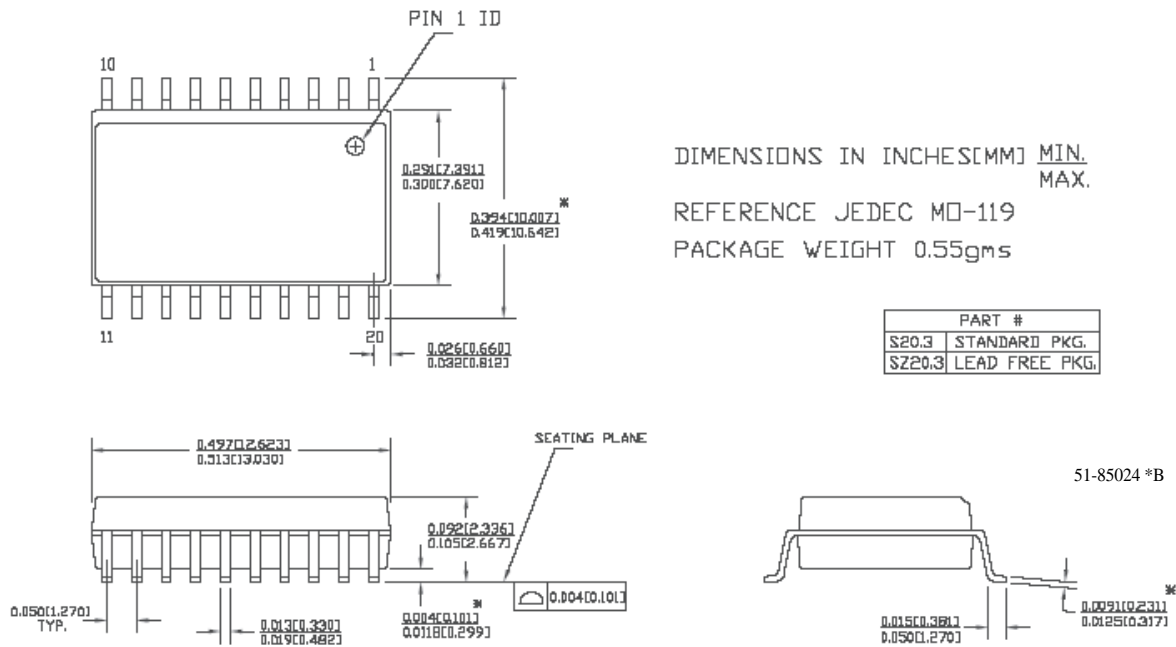 PIN 1 ID
10
1
0.291[7.391]
0.300[7.620]
*
0.394[10.007]
0.419[10.642]
11
20
0.026[0.660]
0.032[0.812]
DIMENSIONS IN INCHES[MM] MIN.
MAX.
REFERENCE JEDEC MO-119
PACKAGE WEIGHT 0.55gms
PART #
S20.3 STANDARD PKG.
SZ20.3 LEAD FREE PKG.
0.497[12.623]
0.513[13.030]
SEATING PLANE
51-85024 *B
0.092[2.336]
0.105[2.667]
0.004[0.101]
0.050[1.270]
TYP.
0.013[0.330]
0.019[0.482]
*
0.004[0.101]
0.0118[0.299]
0.015[0.381]
0.050[1.270]
*
0.0091[0.231]
0.0125[0.317]